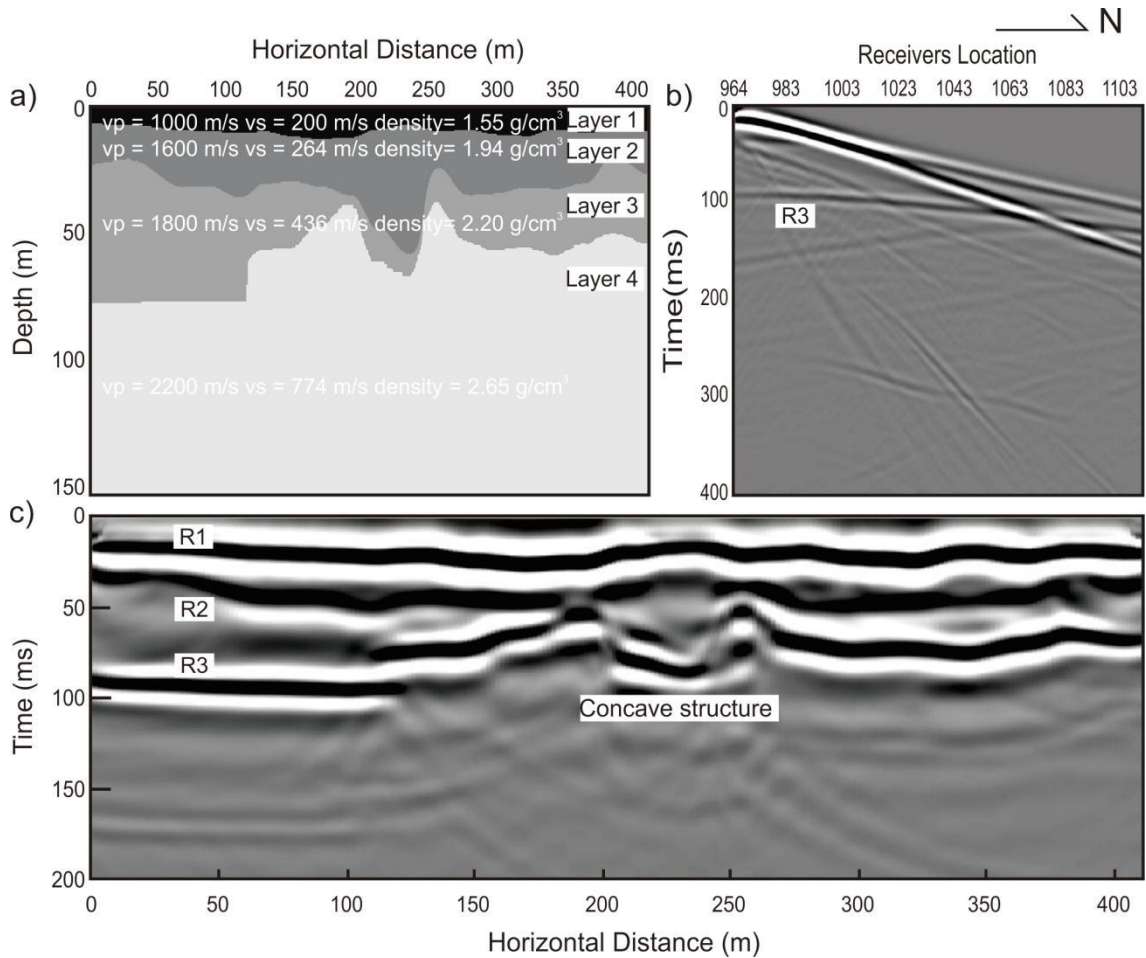 N
Horizontal Distance (m)
Receivers Location
a)
0 50 100 150 200 250 300 350 400
b)
964 983 1003 1023 1043 1063 1083 1103
0
vp = 1000 m/s vs = 200 m/s density= 1.55 g/cm³
Layer 1
vp = 1600 m/s vs = 264 m/s density= 1.94 g/cm³
Layer 2
Layer 3
50
vp = 1800 m/s vs = 436 m/s density= 2.20 g/cm³
Layer 4
100
vp = 2200 m/s vs = 774 m/s density = 2.65 g/cm³
150
Depth (m)
0
100
R3
200
300
400
Time(ms)
c)
0
R1
50
R2
R3
100
Concave structure
150
200
Time (ms)
0 50 100 150 200 250 300 350 400
Horizontal Distance (m)